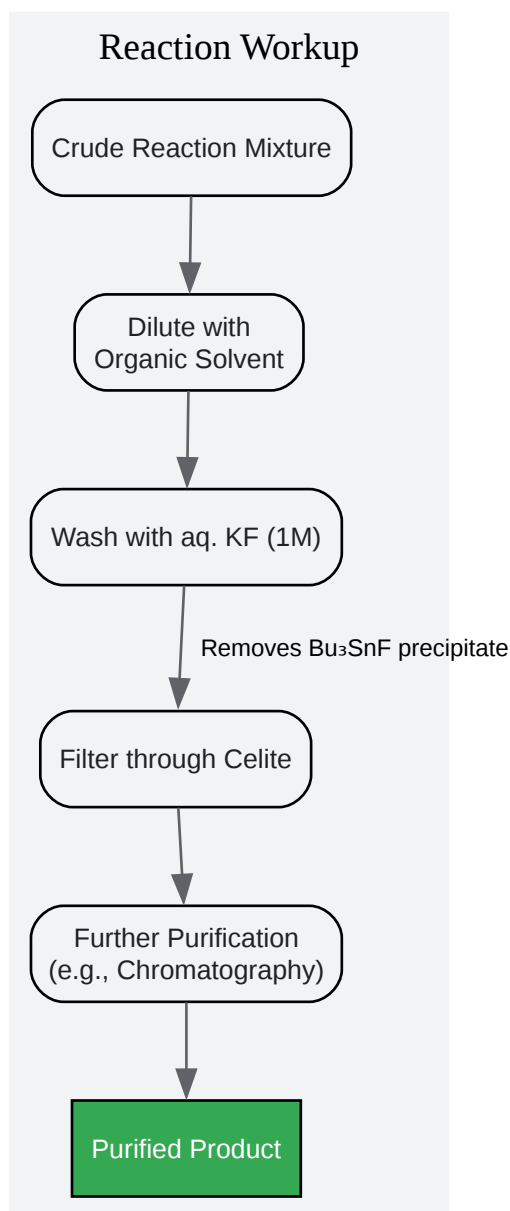 Reaction Workup
Crude Reaction Mixture
Dilute with
Organic Solvent
Wash with aq. KF (1M)
Removes Bu₃SnF precipitate
Filter through Celite
Further Purification
(e.g., Chromatography)
Purified Product